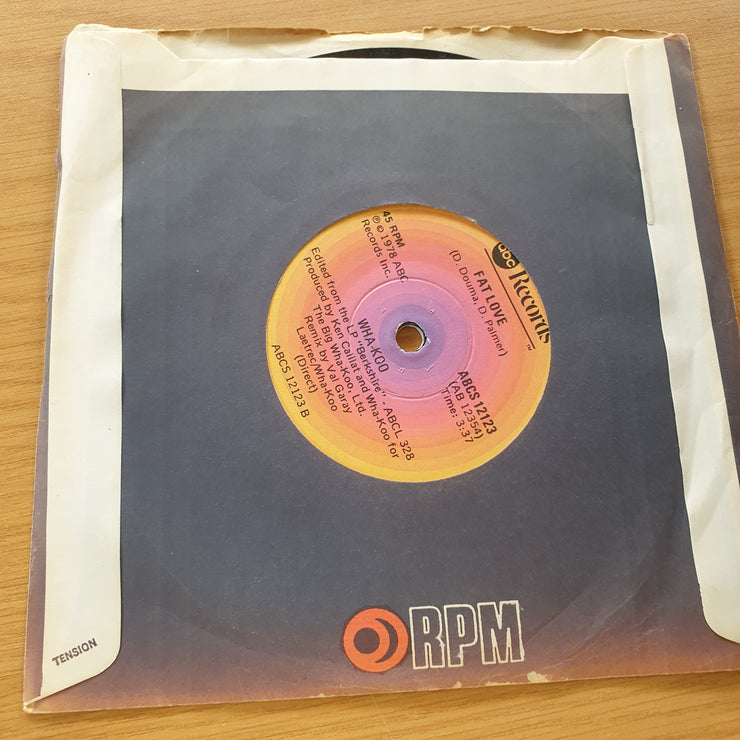 abc Records
TM
FAT LOVE
(D. Douma, D. Palmer)
45 RPM
℗ © 1978 ABC
Records Inc.
ABCS 12123
(AB 12354)
Time: 3:37
WHA-KOO
Edited from the LP "Berkshire" - ABCL 328
Produced by Ken Caillat and Wha-Koo for
The Big Wha-Koo, Ltd.
Remix by Val Garay
Laetrec/Wha-Koo
(Direct)
ABCS 12123 B
RPM
TENSION